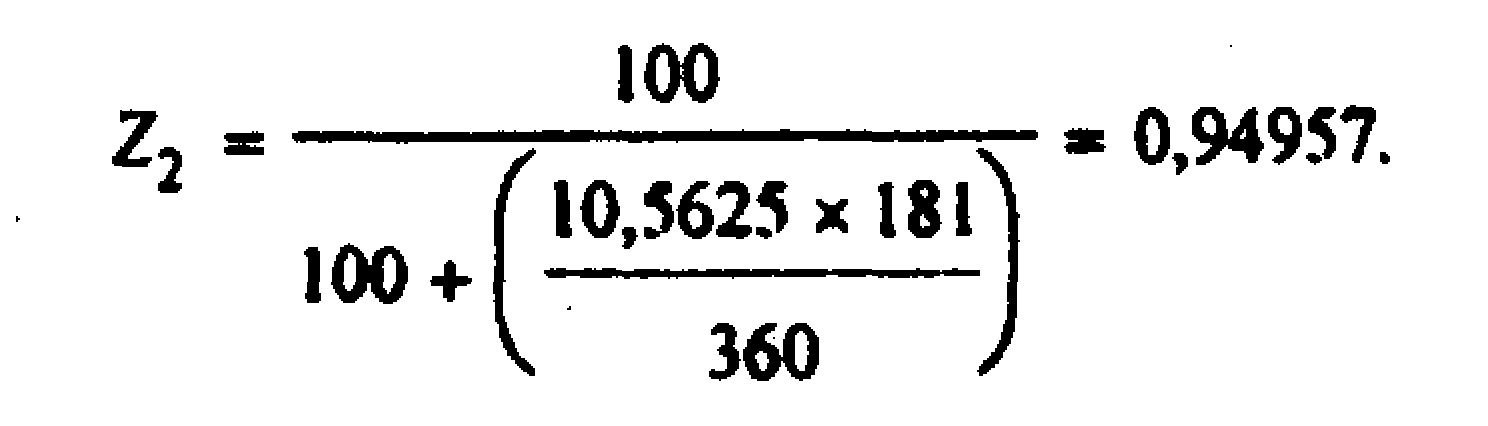 100
Z₂ = ——— = 0,94957.
10,5625 × 181
100 + ( ——— )
360